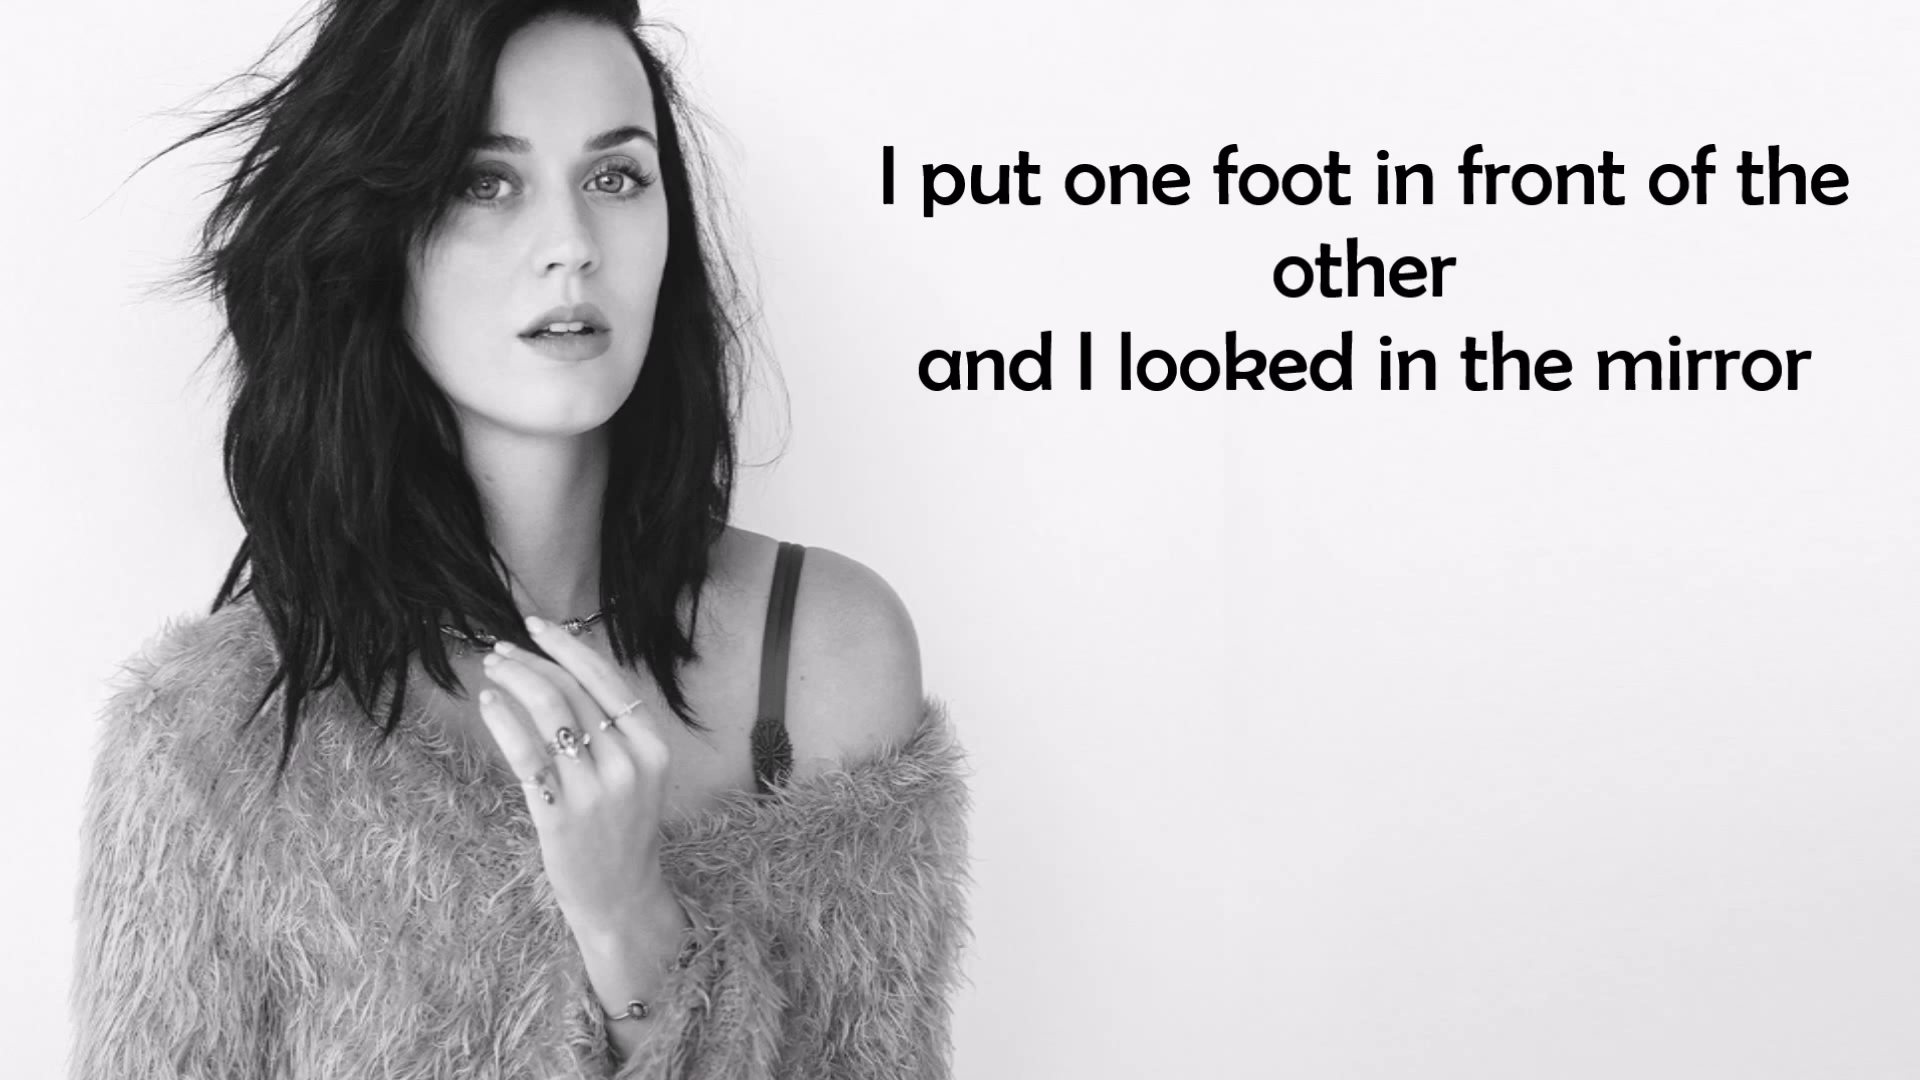 I put one foot in front of the
other
and I looked in the mirror